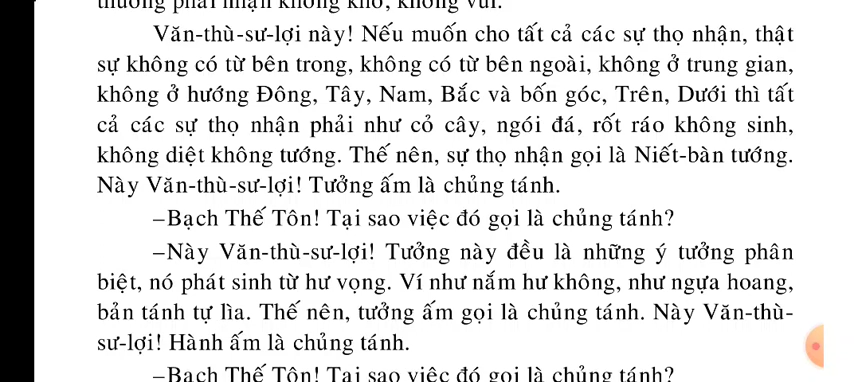 thường phải nhận không khổ, không vui.
Văn-thù-sư-lợi này! Nếu muốn cho tất cả các sự thọ nhận, thật
sự không có từ bên trong, không có từ bên ngoài, không ở trung gian,
không ở hướng Đông, Tây, Nam, Bắc và bốn góc, Trên, Dưới thì tất
cả các sự thọ nhận phải như cỏ cây, ngói đá, rốt ráo không sinh,
không diệt không tướng. Thế nên, sự thọ nhận gọi là Niết-bàn tướng.
Này Văn-thù-sư-lợi! Tưởng ấm là chủng tánh.
–Bạch Thế Tôn! Tại sao việc đó gọi là chủng tánh?
–Này Văn-thù-sư-lợi! Tưởng này đều là những ý tưởng phân
biệt, nó phát sinh từ hư vọng. Ví như nắm hư không, như ngựa hoang,
bản tánh tự lìa. Thế nên, tưởng ấm gọi là chủng tánh. Này Văn-thù-
sư-lợi! Hành ấm là chủng tánh.
–Bạch Thế Tôn! Tại sao việc đó gọi là chủng tánh?